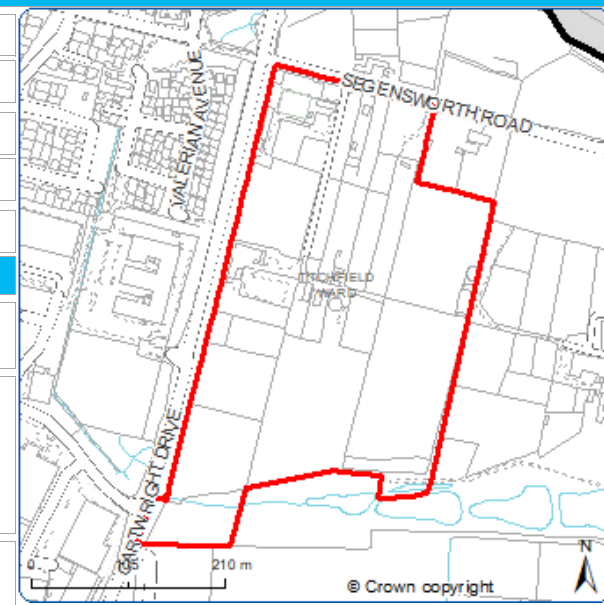 SEGENSWORTH ROAD
VALERIAN AVENUE
TITCHFIELD
WARD
CARTWRIGHT DRIVE
0 105 210 m
© Crown copyright
N